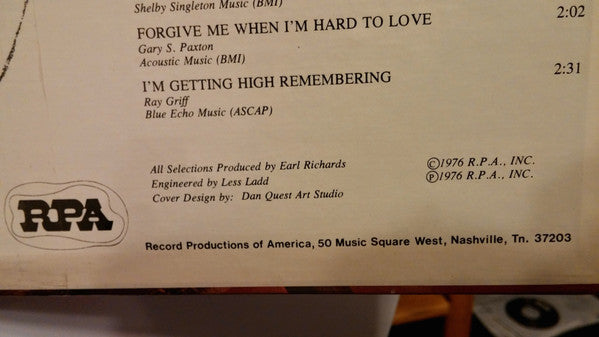 Shelby Singleton Music (BMI)
FORGIVE ME WHEN I'M HARD TO LOVE 2:02
Gary S. Paxton
Acoustic Music (BMI)
I'M GETTING HIGH REMEMBERING 2:31
Ray Griff
Blue Echo Music (ASCAP)
All Selections Produced by Earl Richards
Engineered by Less Ladd
Cover Design by: Dan Quest Art Studio
©1976 R.P.A., INC.
℗1976 R.P.A., INC.
RPA
Record Productions of America, 50 Music Square West, Nashville, Tn. 37203